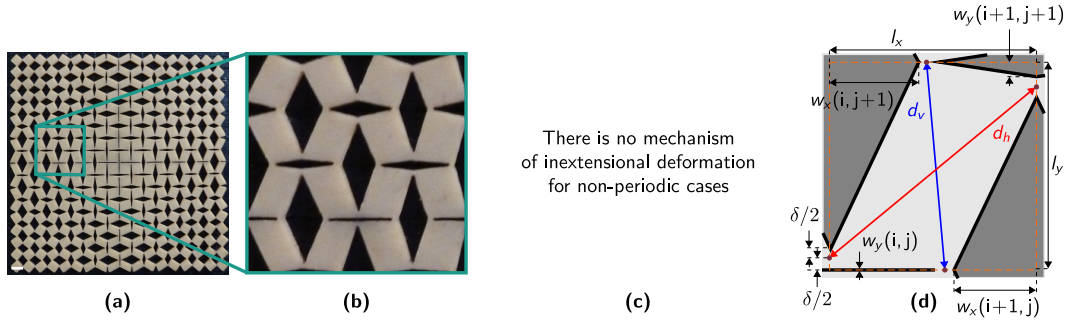 There is no mechanism
of inextensional deformation
for non-periodic cases
w_y(i+1, j+1)
l_x
w_x(i, j+1)
d_v
d_h
l_y
δ/2
w_y(i, j)
δ/2
w_x(i+1, j)
(a)
(b)
(c)
(d)